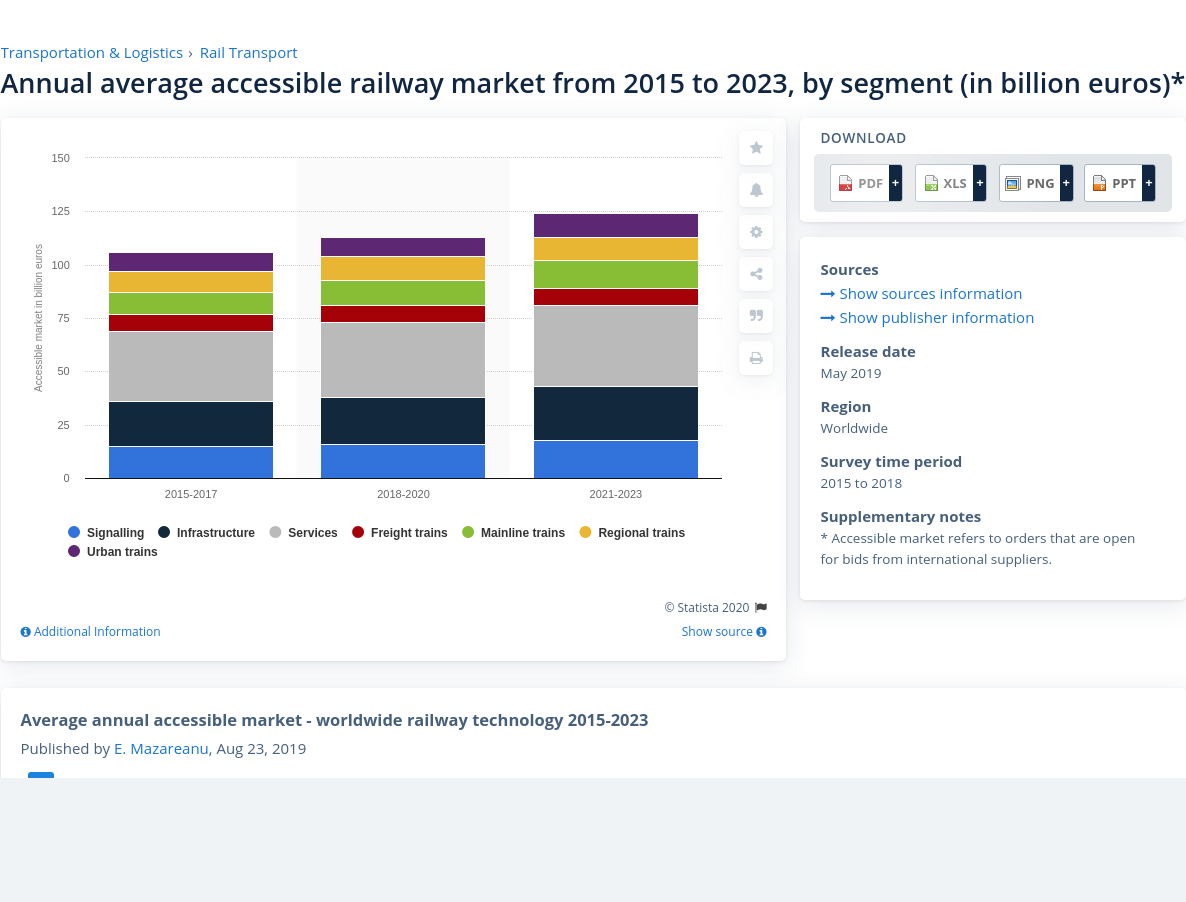 Transportation & Logistics › Rail Transport
Annual average accessible railway market from 2015 to 2023, by segment (in billion euros)*
Accessible market in billion euros
150
125
100
75
50
25
0
2015-2017 2018-2020 2021-2023
Signalling Infrastructure Services Freight trains Mainline trains Regional trains
Urban trains
© Statista 2020
Additional Information Show source
DOWNLOAD
PDF + XLS + PNG + PPT +
Sources
Show sources information
Show publisher information
Release date
May 2019
Region
Worldwide
Survey time period
2015 to 2018
Supplementary notes
* Accessible market refers to orders that are open
for bids from international suppliers.
Average annual accessible market - worldwide railway technology 2015-2023
Published by E. Mazareanu, Aug 23, 2019